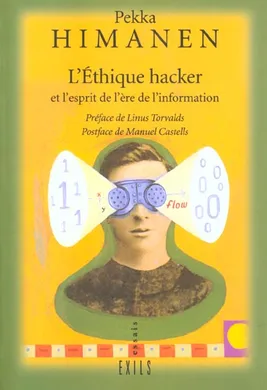 Pekka
HIMANEN
L'Éthique hacker
et l'esprit de l'ère de l'information
Préface de Linus Torvalds
Postface de Manuel Castells
flow
essais
EXILS